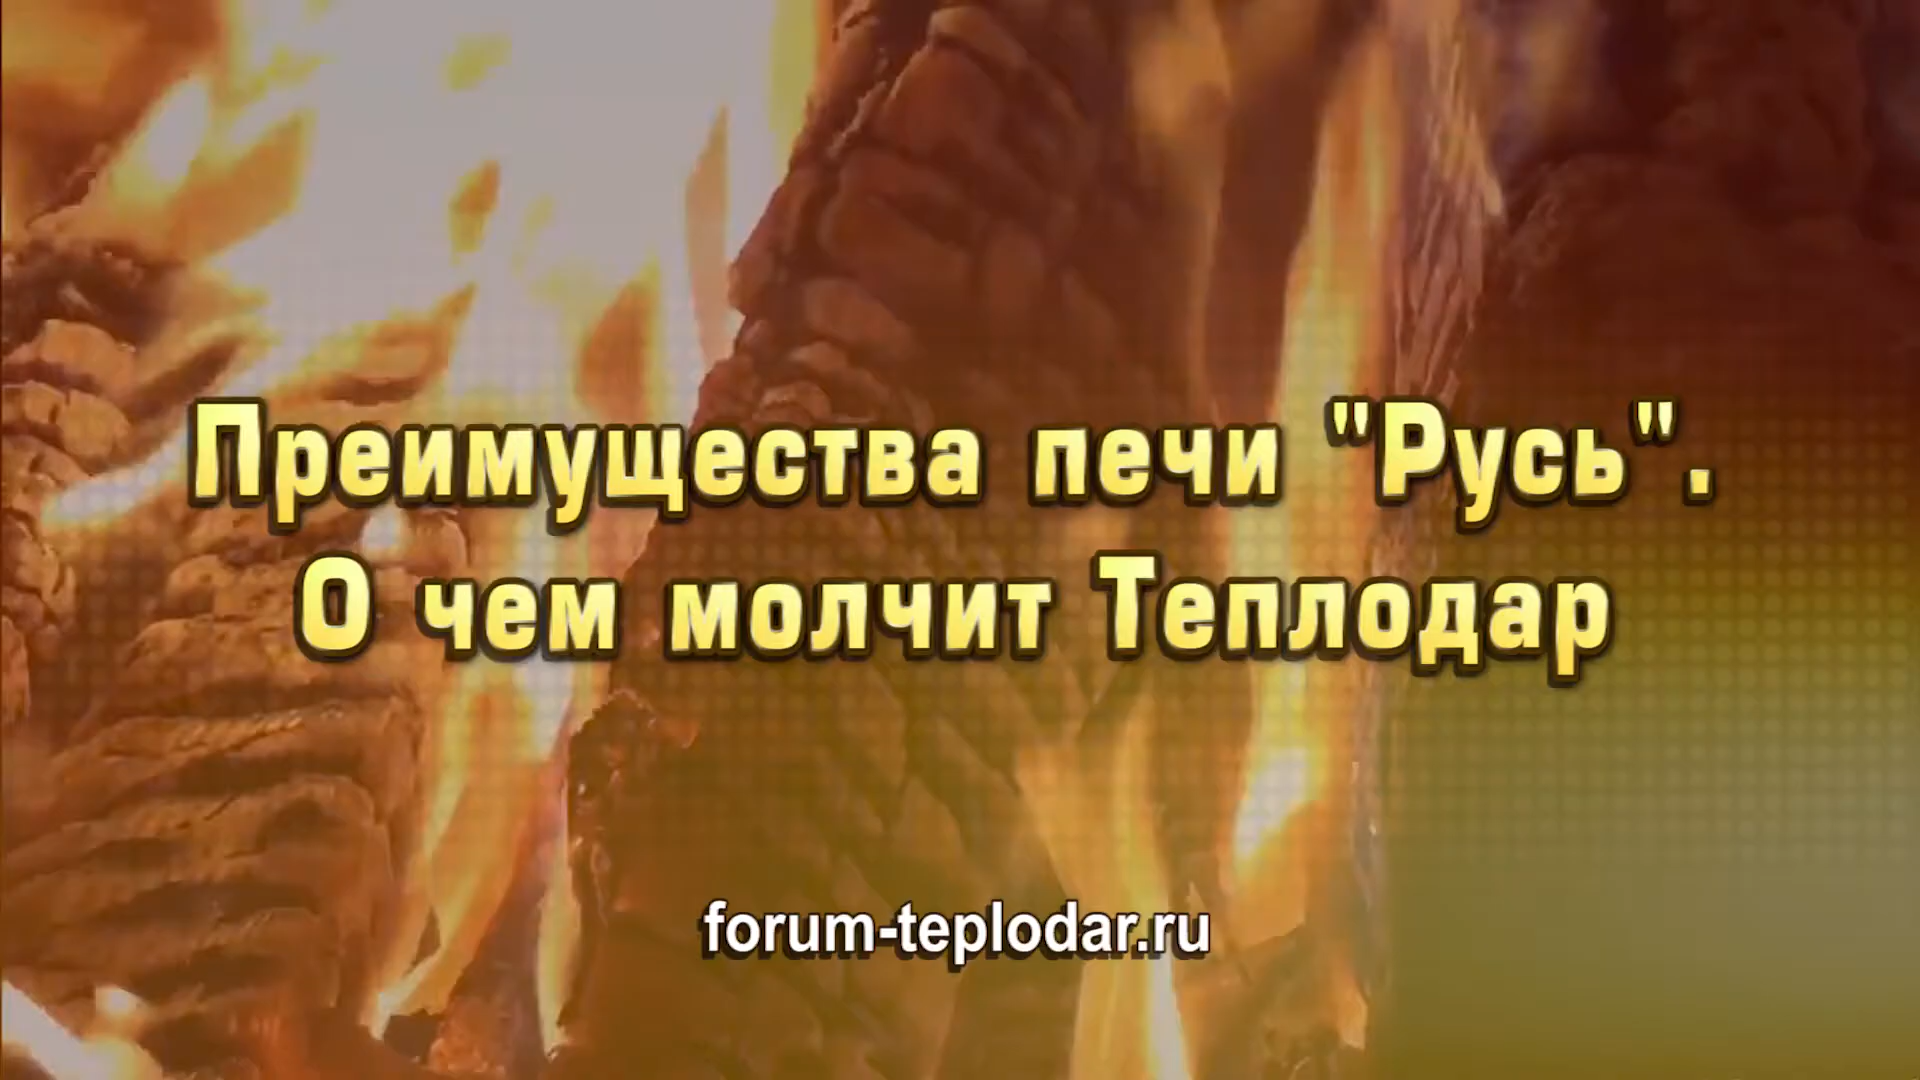 Преимущества печи "Русь".
О чем молчит Теплодар
forum-teplodar.ru